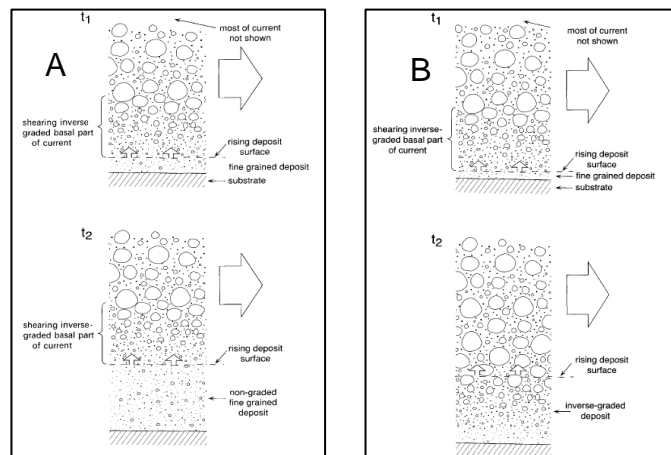 A
t1
most of current
not shown
shearing inverse
graded basal part
of current
rising deposit
surface
fine grained deposit
substrate
t2
shearing inverse-
graded basal part
of current
rising deposit
surface
non-graded
fine grained
deposit
B
t1
most of current
not shown
shearing inverse-
graded basal part
of current
rising deposit
surface
fine grained deposit
substrate
t2
rising deposit
surface
inverse-graded
deposit